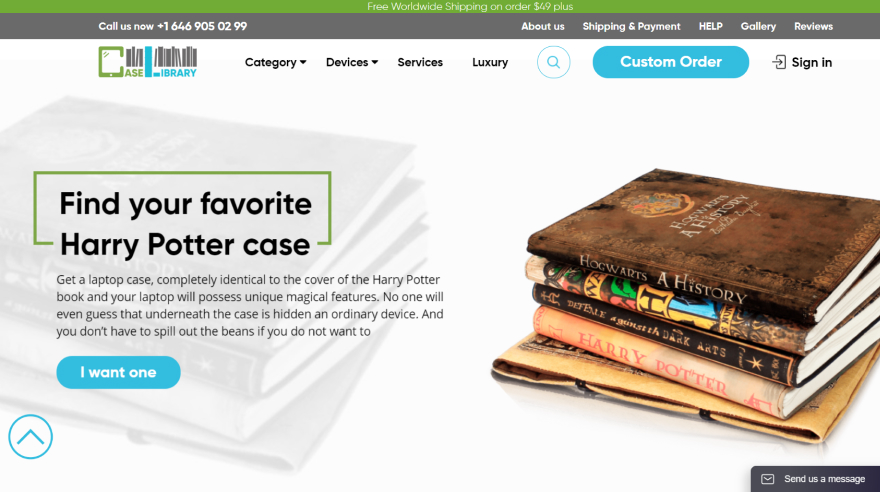 Free Worldwide Shipping on order $49 plus
Call us now +1 646 905 02 99
About us
Shipping & Payment
HELP
Gallery
Reviews
CASE LIBRARY
Category
Devices
Services
Luxury
Custom Order
Sign in
Find your favorite
Harry Potter case
Get a laptop case, completely identical to the cover of the Harry Potter
book and your laptop will possess unique magical features. No one will
even guess that underneath the case is hidden an ordinary device. And
you don't have to spill out the beans if you do not want to
I want one
HOGWARTS
A HISTORY
HOGWARTS A HISTORY
DEFENCE against th DARK ARTS
HARRY POTTER
Send us a message